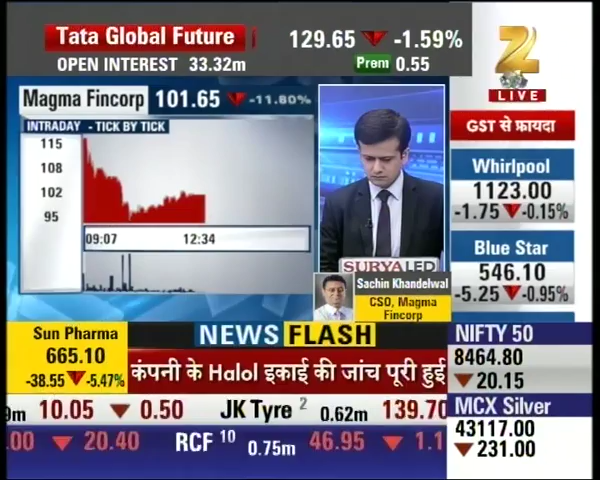 Tata Global Future 129.65 -1.59%
OPEN INTEREST 33.32m Prem 0.55
LIVE
Magma Fincorp 101.65 -11.80%
INTRADAY - TICK BY TICK
115
108
102
95
09:07 12:34
SURYA LED
Sachin Khandelwal
CSO, Magma
Fincorp
GST से फ़ायदा
Whirlpool
1123.00
-1.75 -0.15%
Blue Star
546.10
-5.25 -0.95%
Sun Pharma
665.10
-38.55 -5.47%
NEWS FLASH
कंपनी के Halol इकाई की जांच पूरी हुई
NIFTY 50
8464.80
20.15
MCX Silver
43117.00
231.00
9m 10.05 0.50 JK Tyre 2 0.62m 139.70
.00 20.40 RCF 10 0.75m 46.95 1.1